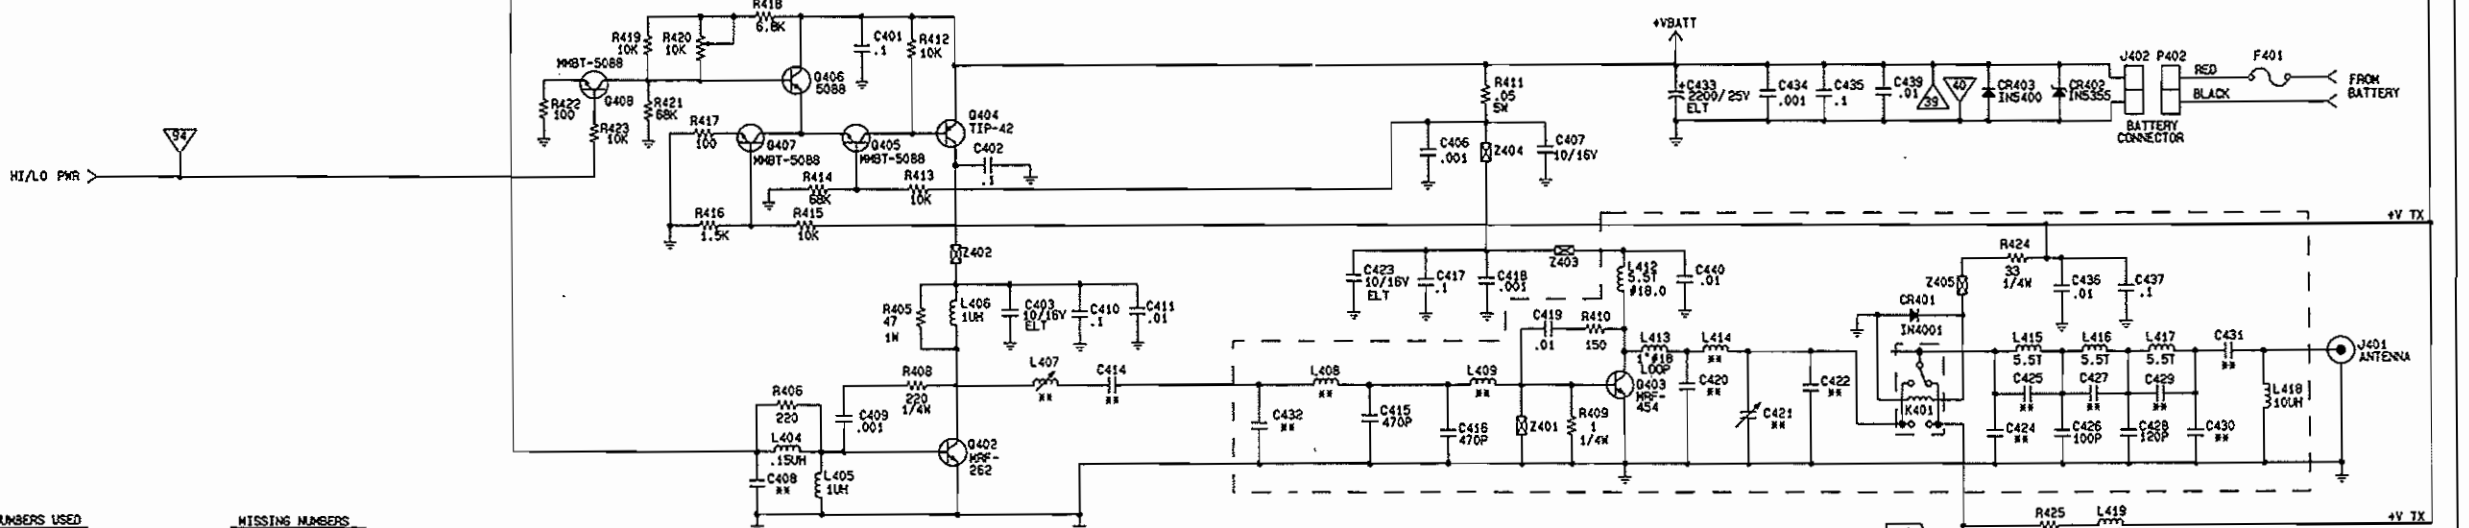 R418
6.8K
R419
10K
R420
10K
C401
.1
R412
10K
MMBT-5088
Q408
Q406
5088
R422
100
R423
10K
R421
68K
R417
100
Q407
MMBT-5088
Q405
MMBT-5088
Q404
TIP-42
C402
.1
R414
68K
R413
10K
R416
1.5K
R415
10K
94
HI/LO PWR
+VBATT
R411
.05
5W
C433
2200/25V
ELT
C434
.001
C435
.1
C439
.01
39
40
CR403
IN5400
CR402
IN5355
J402
P402
F401
RED
BLACK
FROM
BATTERY
BATTERY
CONNECTOR
C406
.001
Z404
C407
10/16V
+V TX
Z402
R405
47
1W
L406
1UH
C403
10/16V
ELT
C410
.1
C411
.01
C423
10/16V
ELT
C417
.1
C418
.001
Z403
L412
5.5T
#18.0
C440
.01
R424
33
1/4W
Z405
C436
.01
C437
.1
CR401
IN4001
C419
.01
R410
150
R408
220
1/4W
L407
**
C414
**
L408
**
L409
**
L413
1"#18
LOOP
L414
**
L415
5.5T
L416
5.5T
L417
5.5T
C431
**
J401
ANTENNA
R406
220
C409
.001
L404
.15UH
Q402
MRF-
262
C408
**
L405
1UH
C432
**
C415
470P
C416
470P
Z401
R409
1
1/4W
Q403
MRF-
454
C420
**
C421
**
C422
**
K401
C425
**
C427
**
C429
**
L418
10UH
C424
**
C426
100P
C428
120P
C430
**
UMBERS USED
MISSING NUMBERS
R425
L419
+V TX